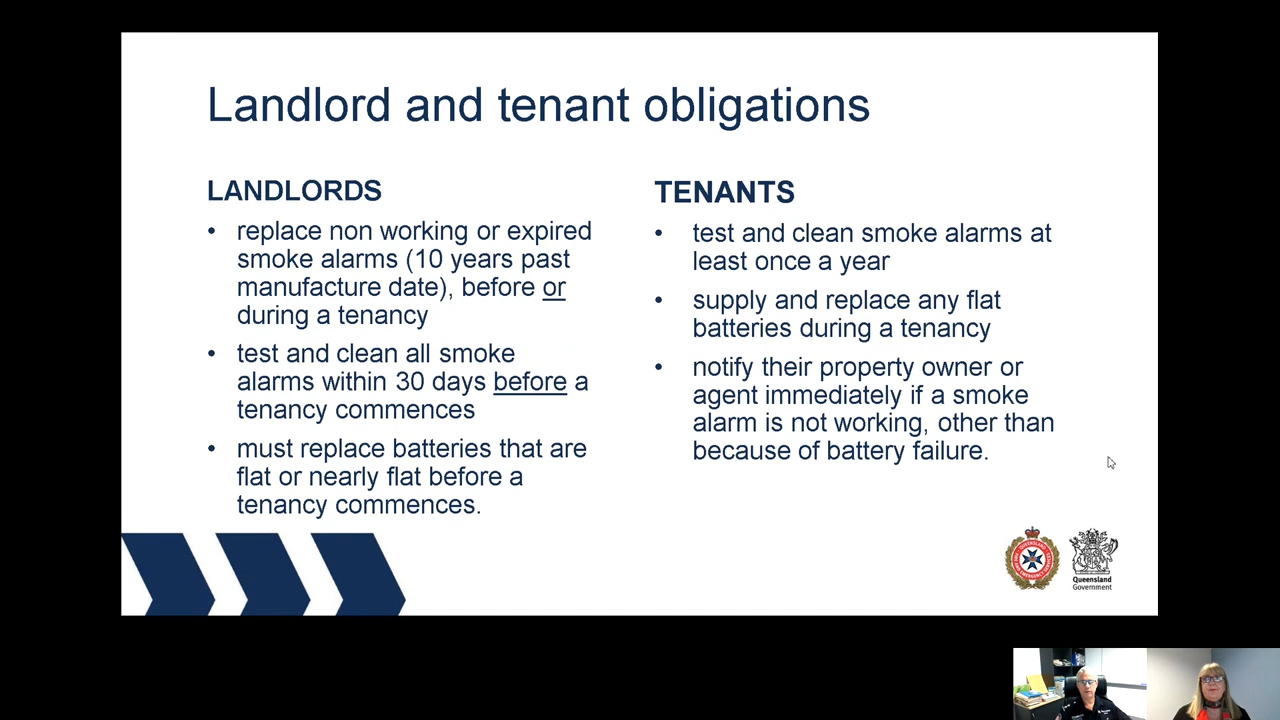 Landlord and tenant obligations
LANDLORDS
• replace non working or expired
smoke alarms (10 years past
manufacture date), before or
during a tenancy
• test and clean all smoke
alarms within 30 days before a
tenancy commences
• must replace batteries that are
flat or nearly flat before a
tenancy commences.
TENANTS
• test and clean smoke alarms at
least once a year
• supply and replace any flat
batteries during a tenancy
• notify their property owner or
agent immediately if a smoke
alarm is not working, other than
because of battery failure.
QUEENSLAND
Queensland
Government